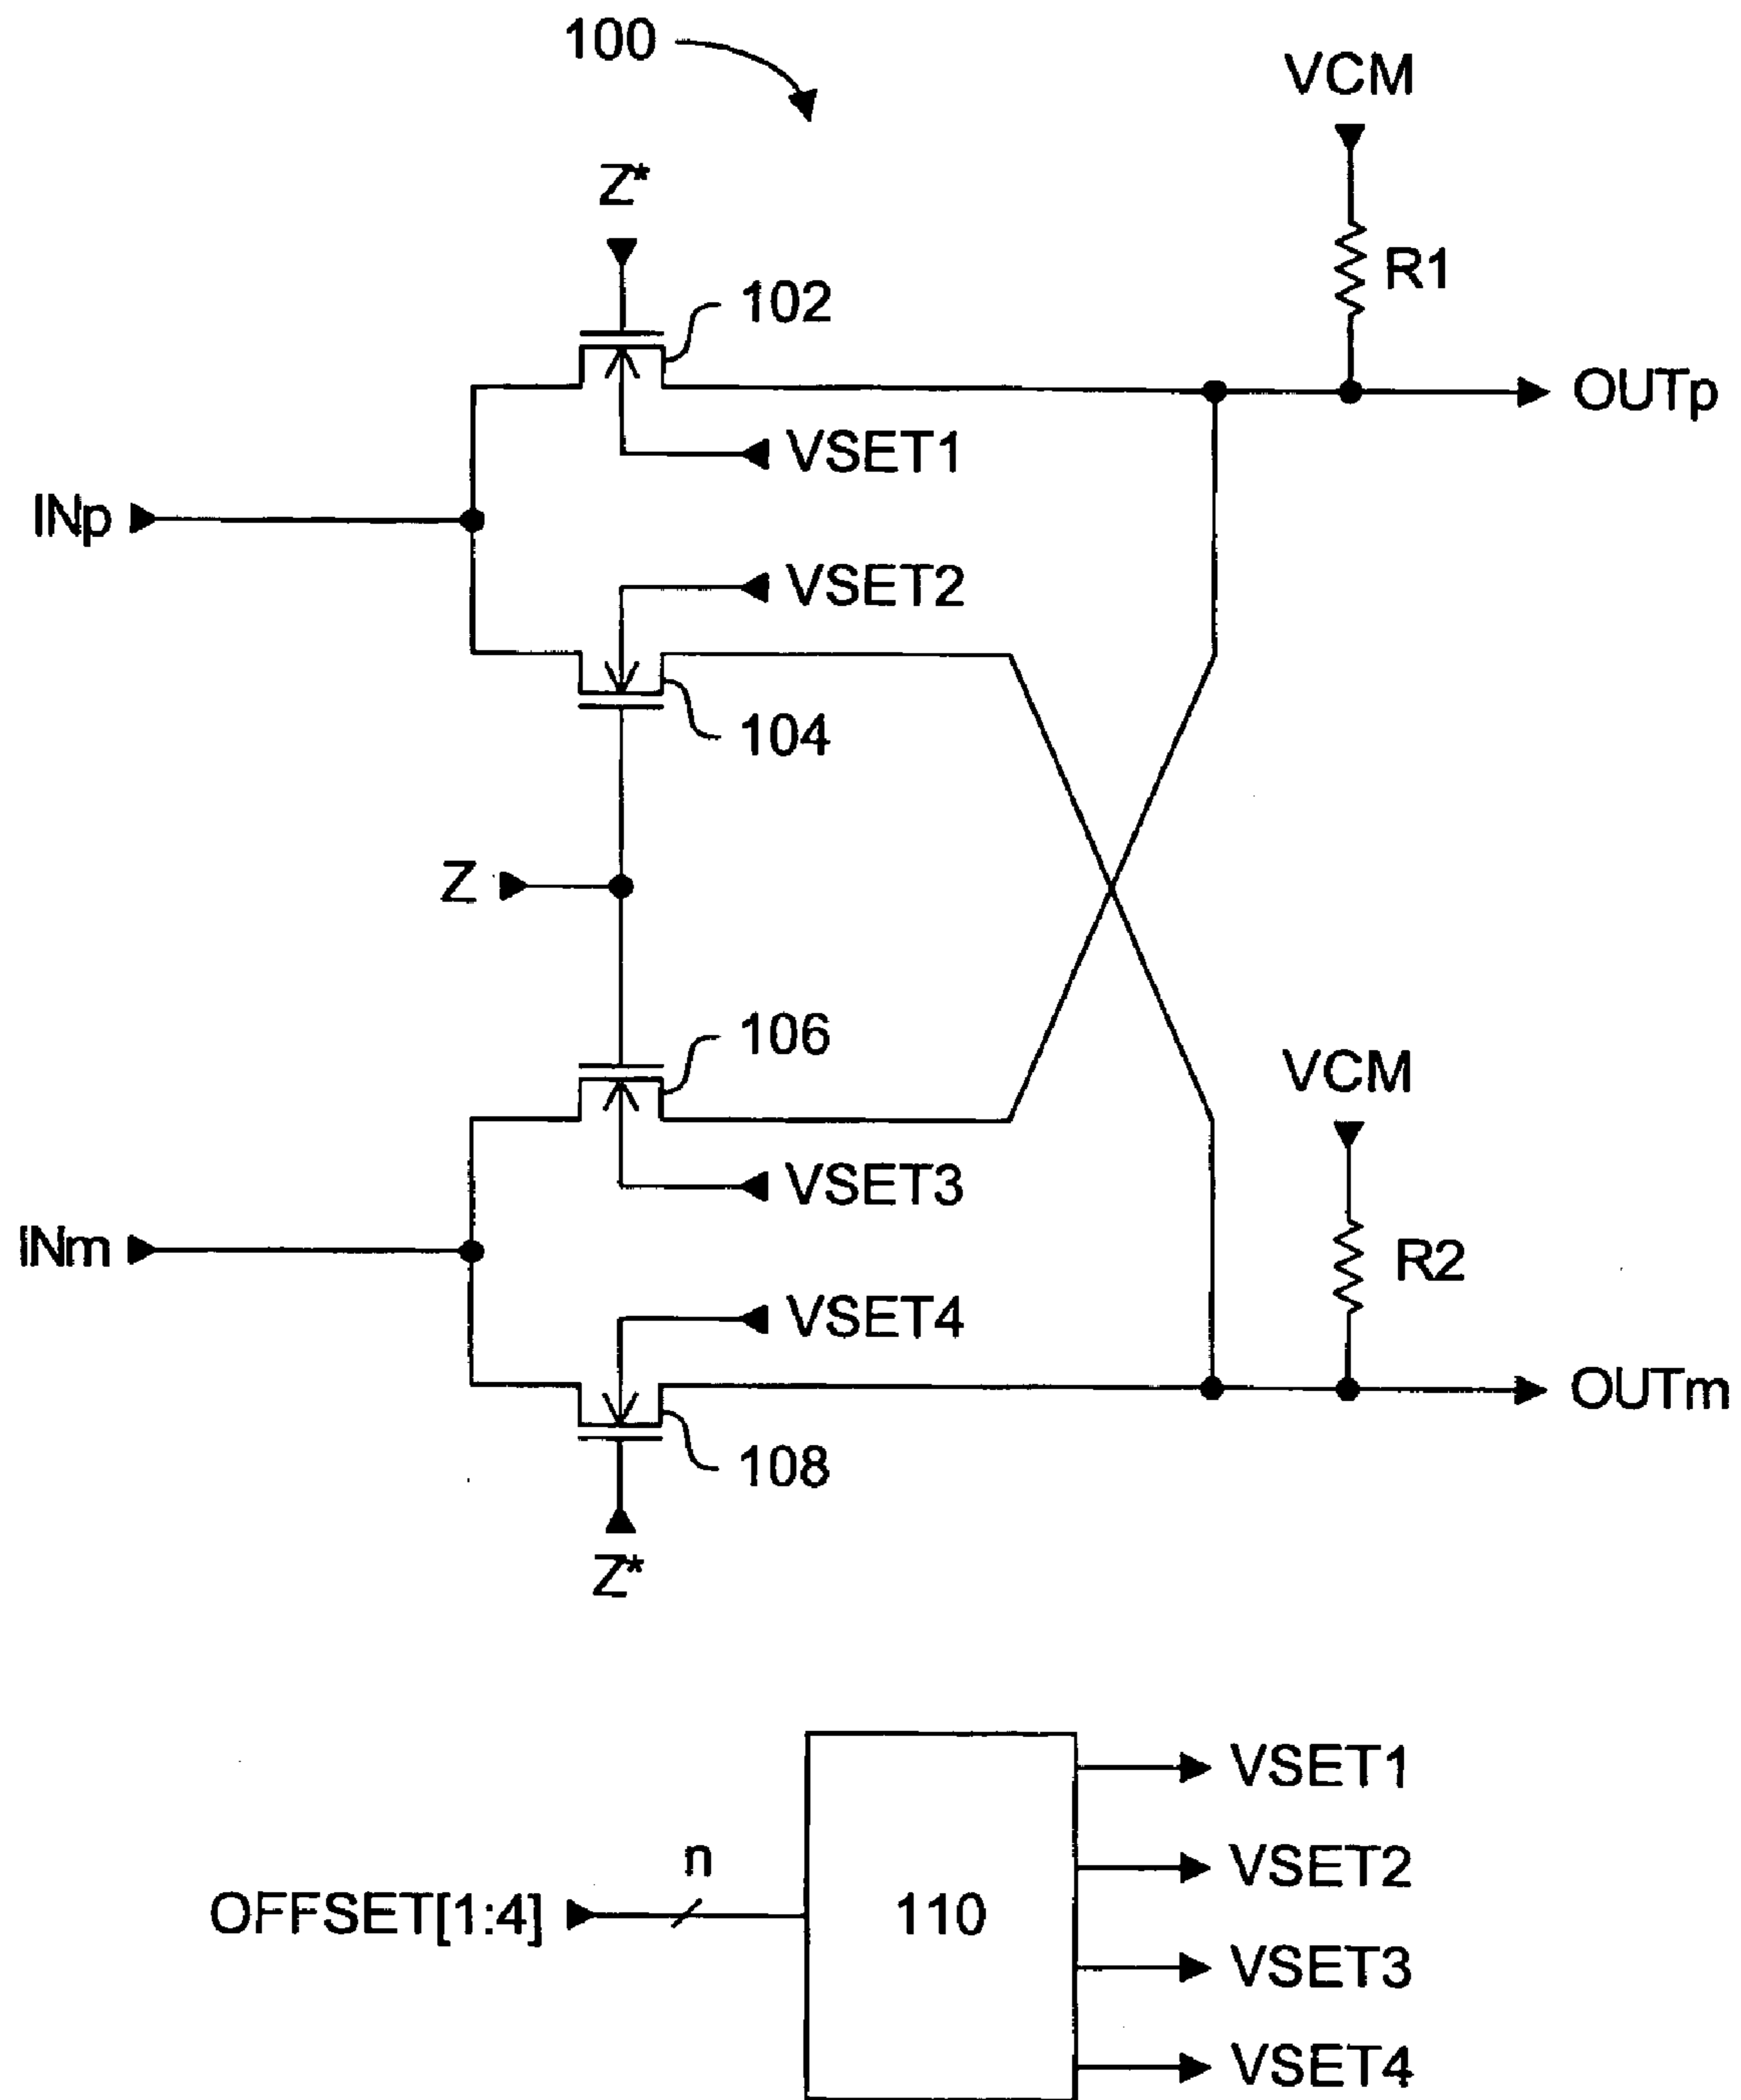 100
VCM
Z*
R1
102
OUTp
VSET1
INp
VSET2
104
Z
106
VCM
VSET3
INm
R2
VSET4
OUTm
108
Z*
VSET1
n
VSET2
OFFSET[1:4]
110
VSET3
VSET4